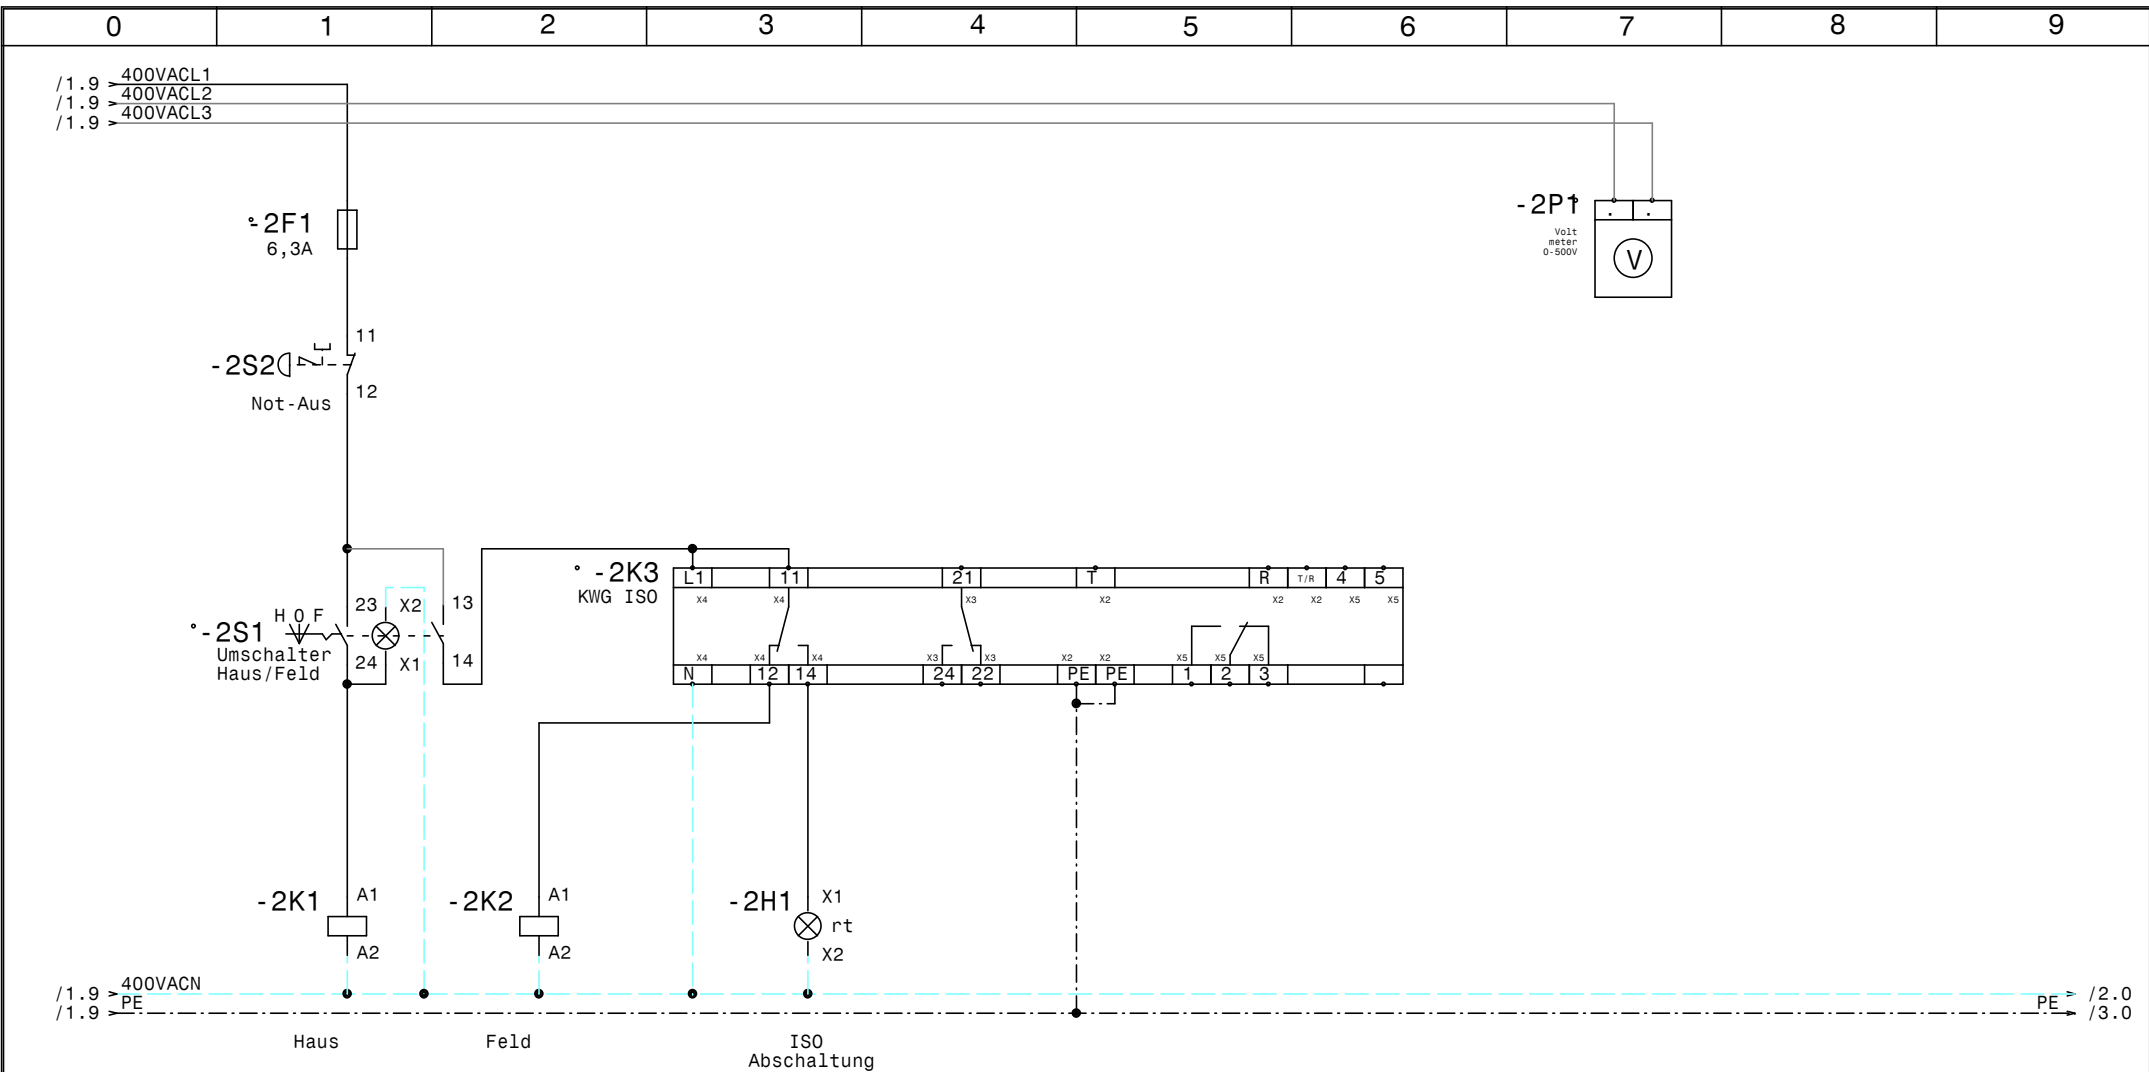 0 1 2 3 4 5 6 7 8 9
/1.9 400VACL1
/1.9 400VACL2
/1.9 400VACL3
-2F1
6,3A
-2P1
Volt
meter
0-500V
V
11
-2S2
12
Not-Aus
-2K3
KWG ISO
L1 11 21 T R T/R 4 5
X4 X4 X3 X2 X2 X2 X5 X5
H 0 F
23 X2 13
-2S1
Umschalter
Haus/Feld
24 X1 14
X4 X4 X4 X3 X3 X2 X2 X5 X5 X5
N 12 14 24 22 PE PE 1 2 3
-2K1 A1
A2
-2K2 A1
A2
-2H1 X1
rt
X2
/1.9 400VACN /2.0
/1.9 PE PE /3.0
Haus Feld ISO
Abschaltung